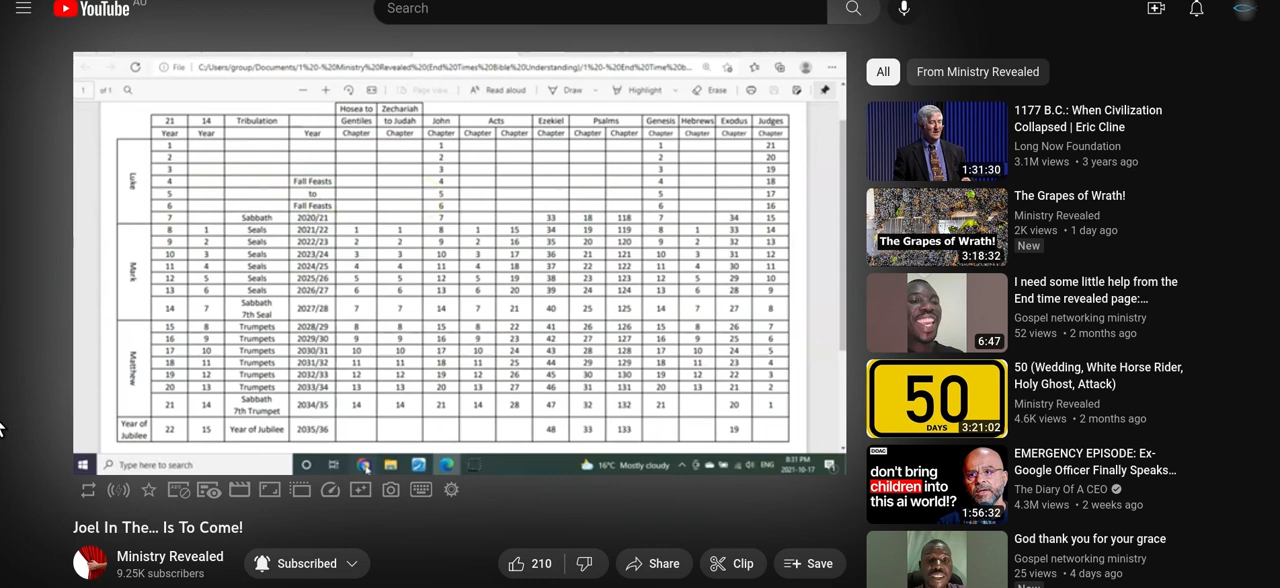 YouTube AU
Search
File C:/Users/group/Documents/1%20-%20Ministry%20Revealed%20(End%20Times%20Bible%20Understanding)/1%20-%20End%20Time%20b...
1 of 1 Page view Read aloud Draw Highlight Erase
Hosea to Zechariah
21 14 Tribulation Gentiles to Judah John Acts Ezekiel Psalms Genesis Hebrews Exodus Judges
Year Year Year Chapter Chapter Chapter Chapter Chapter Chapter Chapter Chapter Chapter Chapter Chapter Chapter
Luke
1 1 1 21
2 2 2 20
3 3 3 19
4 Fall Feasts 4 4 18
5 to 5 5 17
6 Fall Feasts 6 6 16
7 Sabbath 2020/21 7 33 18 118 7 34 15
Mark
8 1 Seals 2021/22 1 1 8 1 15 34 19 119 8 1 33 14
9 2 Seals 2022/23 2 2 9 2 16 35 20 120 9 2 32 13
10 3 Seals 2023/24 3 3 10 3 17 36 21 121 10 3 31 12
11 4 Seals 2024/25 4 4 11 4 18 37 22 122 11 4 30 11
12 5 Seals 2025/26 5 5 12 5 19 38 23 123 12 5 29 10
13 6 Seals 2026/27 6 6 13 6 20 39 24 124 13 6 28 9
Sabbath
14 7 7th Seal 2027/28 7 7 14 7 21 40 25 125 14 7 27 8
Matthew
15 8 Trumpets 2028/29 8 8 15 8 22 41 26 126 15 8 26 7
16 9 Trumpets 2029/30 9 9 16 9 23 42 27 127 16 9 25 6
17 10 Trumpets 2030/31 10 10 17 10 24 43 28 128 17 10 24 5
18 11 Trumpets 2031/32 11 11 18 11 25 44 29 129 18 11 23 4
19 12 Trumpets 2032/33 12 12 19 12 26 45 30 130 19 12 22 3
20 13 Trumpets 2033/34 13 13 20 13 27 46 31 131 20 13 21 2
Sabbath
21 14 7th Trumpet 2034/35 14 14 21 14 28 47 32 132 21 20 1
Year of
Jubilee 22 15 Year of Jubilee 2035/36 48 33 133 19
Type here to search 16°C Mostly cloudy ENG 8:31 PM
2021-10-17
Joel In The... Is To Come!
Ministry Revealed
9.25K subscribers
Subscribed
210
Share
Clip
Save
All From Ministry Revealed
1177 B.C.: When Civilization
Collapsed | Eric Cline
Long Now Foundation
3.1M views • 3 years ago
1:31:30
The Grapes of Wrath!
3:18:32
The Grapes of Wrath!
Ministry Revealed
2K views • 1 day ago
New
6:47
I need some little help from the
End time revealed page:...
Gospel networking ministry
52 views • 2 months ago
50
DAYS
3:21:02
50 (Wedding, White Horse Rider,
Holy Ghost, Attack)
Ministry Revealed
4.6K views • 2 months ago
DOAC
don't bring
children into
this ai world!?
1:56:32
EMERGENCY EPISODE: Ex-
Google Officer Finally Speaks...
The Diary Of A CEO
4.3M views • 2 weeks ago
God thank you for your grace
Gospel networking ministry
25 views • 4 days ago
New